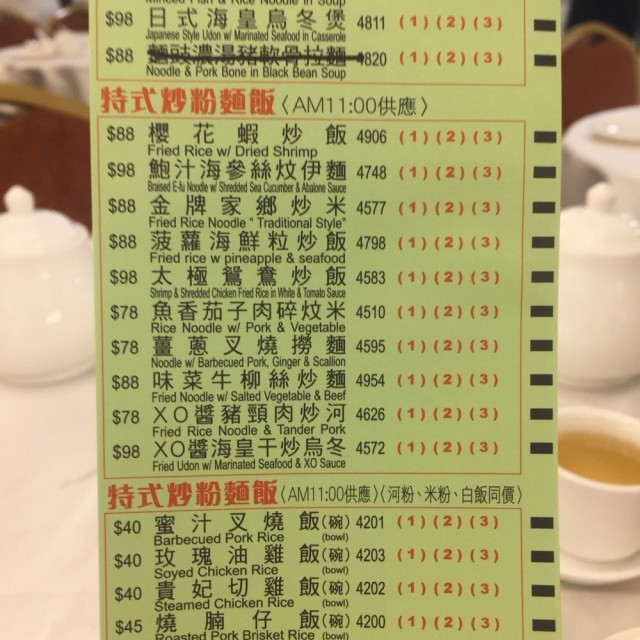 Minced Fish & Rice Noodle in Soup
$98 日式海皇烏冬煲 4811 (1)(2)(3)
Japanese Style Udon w/ Marinated Seafood in Casserole
$88 麵豉濃湯豬軟骨拉麵 4820 (1)(2)(3)
Noodle & Pork Bone in Black Bean Soup
特式炒粉麵飯〈AM11:00供應〉
$88 櫻花蝦炒飯 4906 (1)(2)(3)
Fried Rice w/ Dried Shrimp
$98 鮑汁海參絲炆伊麵 4748 (1)(2)(3)
Braised E-fu Noodle w/ Shredded Sea Cucumber & Abalone Sauce
$88 金牌家鄉炒米 4577 (1)(2)(3)
Fried Rice Noodle " Traditional Style"
$88 菠蘿海鮮粒炒飯 4798 (1)(2)(3)
Fried rice w pineapple & seafood
$98 太極鴛鴦炒飯 4583 (1)(2)(3)
Shrimp & Shredded Chicken Fried Rice in White & Tomato Sauce
$78 魚香茄子肉碎炆米 4510 (1)(2)(3)
Rice Noodle w/ Pork & Vegetable
$78 薑蔥叉燒撈麵 4595 (1)(2)(3)
Noodle w/ Barbecued Pork, Ginger & Scallion
$88 味菜牛柳絲炒麵 4954 (1)(2)(3)
Fried Noodle w/ Salted Vegetable & Beef
$78 XO醬豬頸肉炒河 4626 (1)(2)(3)
Fried Rice Noodle & Tander Pork
$98 XO醬海皇干炒烏冬 4572 (1)(2)(3)
Fried Udon w/ Marinated Seafood & XO Sauce
特式炒粉麵飯〈AM11:00供應〉〈河粉、米粉、白飯同價〉
$40 蜜汁叉燒飯(碗) 4201 (1)(2)(3)
Barbecued Pork Rice (bowl)
$40 玫瑰油雞飯(碗) 4203 (1)(2)(3)
Soyed Chicken Rice (bowl)
$40 貴妃切雞飯(碗) 4202 (1)(2)(3)
Steamed Chicken Rice (bowl)
$45 燒腩仔飯(碗) 4200 (1)(2)(3)
Roasted Pork Brisket Rice (bowl)